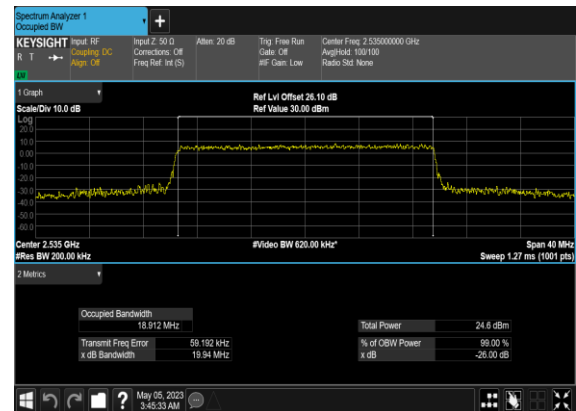 Spectrum Analyzer 1
Occupied BW
KEYSIGHT Input: RF Input Z: 50 Ω Atten: 20 dB Trig: Free Run Center Freq: 2.535000000 GHz
R T Coupling: DC Corrections: Off Gate: Off Avg|Hold: 100/100
Align: Off Freq Ref: Int (S) #IF Gain: Low Radio Std: None
1 Graph
Ref Lvl Offset 26.10 dB
Scale/Div 10.0 dB Ref Value 30.00 dBm
Log
20.0
10.0
0.00
-10.0
-20.0
-30.0
-40.0
-50.0
-60.0
Center 2.535 GHz #Video BW 620.00 kHz* Span 40 MHz
#Res BW 200.00 kHz Sweep 1.27 ms (1001 pts)
2 Metrics
Occupied Bandwidth
18.912 MHz Total Power 24.6 dBm
Transmit Freq Error 59.192 kHz % of OBW Power 99.00 %
x dB Bandwidth 19.94 MHz x dB -26.00 dB
? May 05, 2023
3:45:33 AM